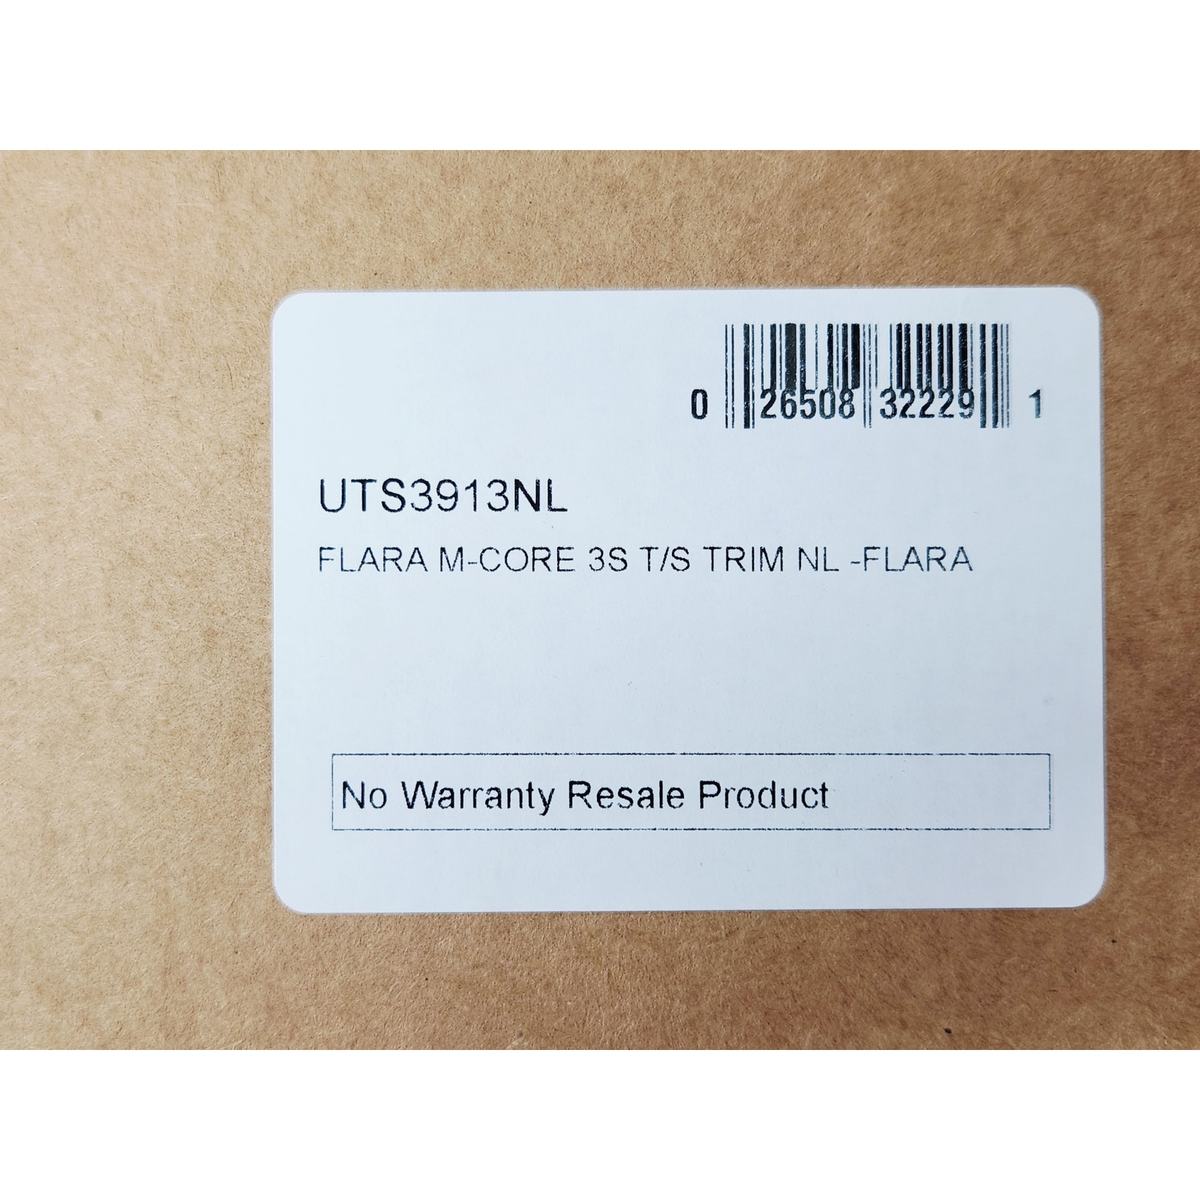 0 26508 32229 1
UTS3913NL
FLARA M-CORE 3S T/S TRIM NL -FLARA
No Warranty Resale Product